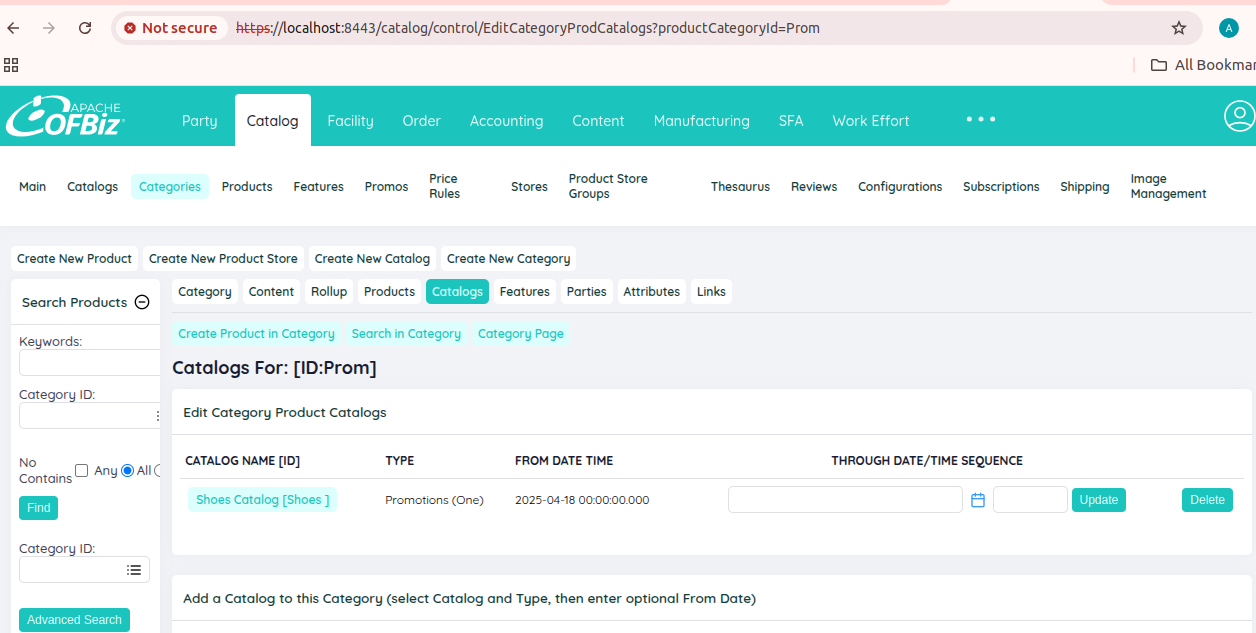 Not secure https://localhost:8443/catalog/control/EditCategoryProdCatalogs?productCategoryId=Prom A
All Bookmar
APACHE
OFBiz Party Catalog Facility Order Accounting Content Manufacturing SFA Work Effort
Main Catalogs Categories Products Features Promos Price Rules Stores Product Store Groups Thesaurus Reviews Configurations Subscriptions Shipping Image Management
Create New Product Create New Product Store Create New Catalog Create New Category
Search Products
Keywords:
Category ID:
No Contains Any All
Find
Category ID:
Advanced Search
Category Content Rollup Products Catalogs Features Parties Attributes Links
Create Product in Category Search in Category Category Page
Catalogs For: [ID:Prom]
Edit Category Product Catalogs
CATALOG NAME [ID] TYPE FROM DATE TIME THROUGH DATE/TIME SEQUENCE
Shoes Catalog [Shoes ] Promotions (One) 2025-04-18 00:00:00.000 Update Delete
Add a Catalog to this Category (select Catalog and Type, then enter optional From Date)